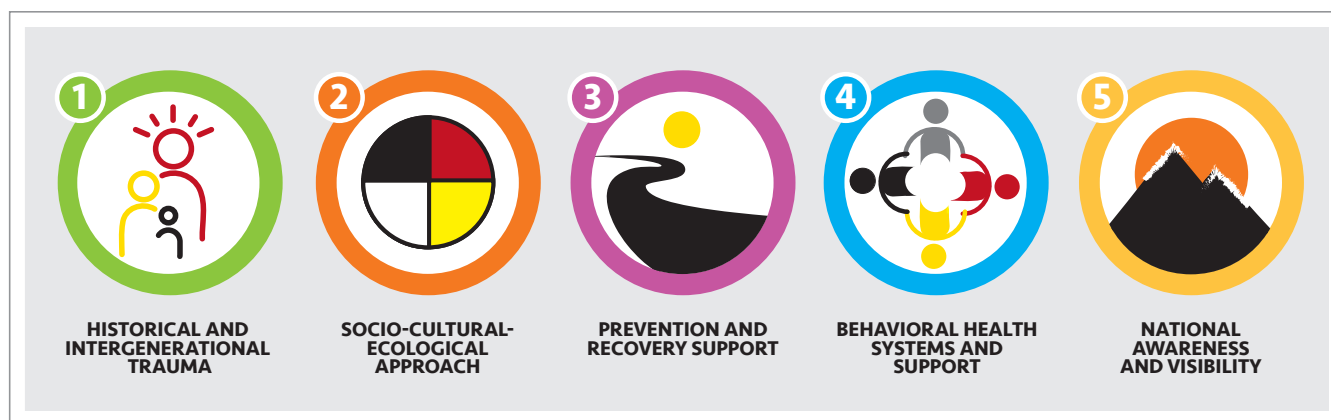 1
HISTORICAL AND
INTERGENERATIONAL
TRAUMA
2
SOCIO-CULTURAL-
ECOLOGICAL
APPROACH
3
PREVENTION AND
RECOVERY SUPPORT
4
BEHAVIORAL HEALTH
SYSTEMS AND
SUPPORT
5
NATIONAL
AWARENESS
AND VISIBILITY